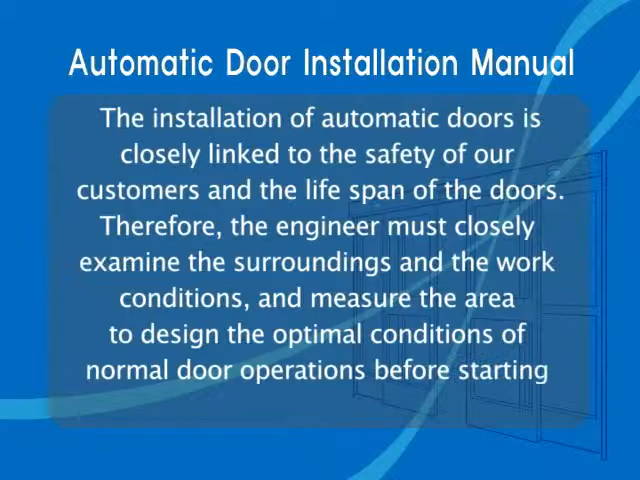 Automatic Door Installation Manual
The installation of automatic doors is
closely linked to the safety of our
customers and the life span of the doors.
Therefore, the engineer must closely
examine the surroundings and the work
conditions, and measure the area
to design the optimal conditions of
normal door operations before starting